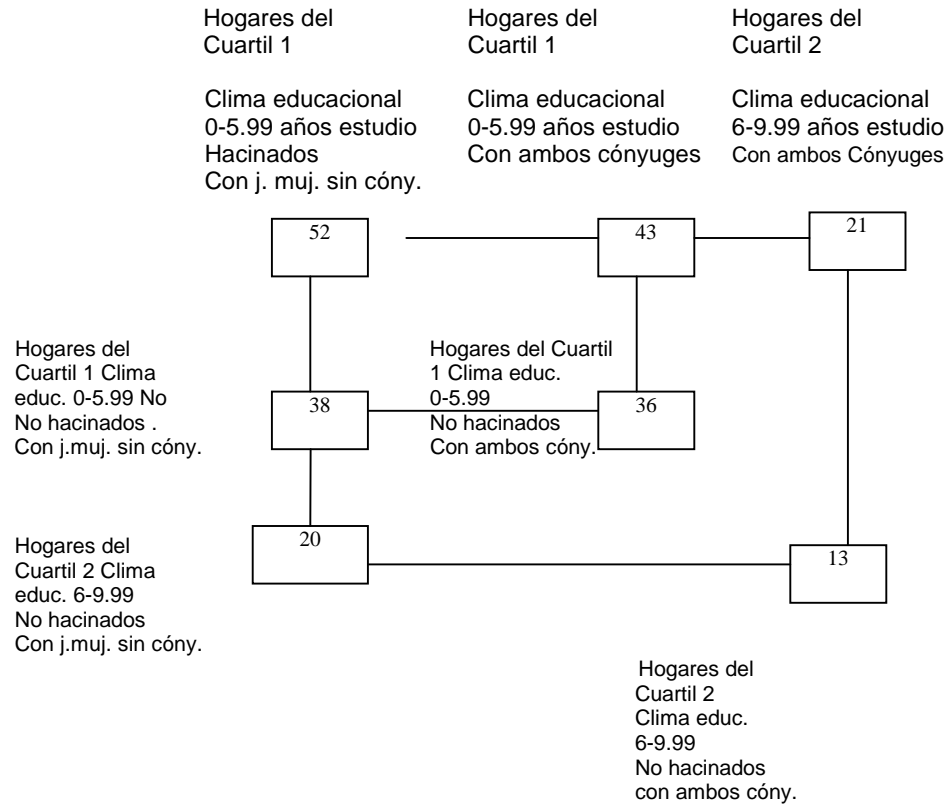 Hogares del
Cuartil 1
Clima educacional
0-5.99 años estudio
Hacinados
Con j. muj. sin cóny.
Hogares del
Cuartil 1
Clima educacional
0-5.99 años estudio
Con ambos cónyuges
Hogares del
Cuartil 2
Clima educacional
6-9.99 años estudio
Con ambos Cónyuges
52
43
21
Hogares del
Cuartil 1 Clima
educ. 0-5.99 No
No hacinados .
Con j.muj. sin cóny.
38
Hogares del Cuartil
1 Clima educ.
0-5.99
No hacinados
Con ambos cóny.
36
Hogares del
Cuartil 2 Clima
educ. 6-9.99
No hacinados
Con j.muj. sin cóny.
20
13
Hogares del
Cuartil 2
Clima educ.
6-9.99
No hacinados
con ambos cóny.